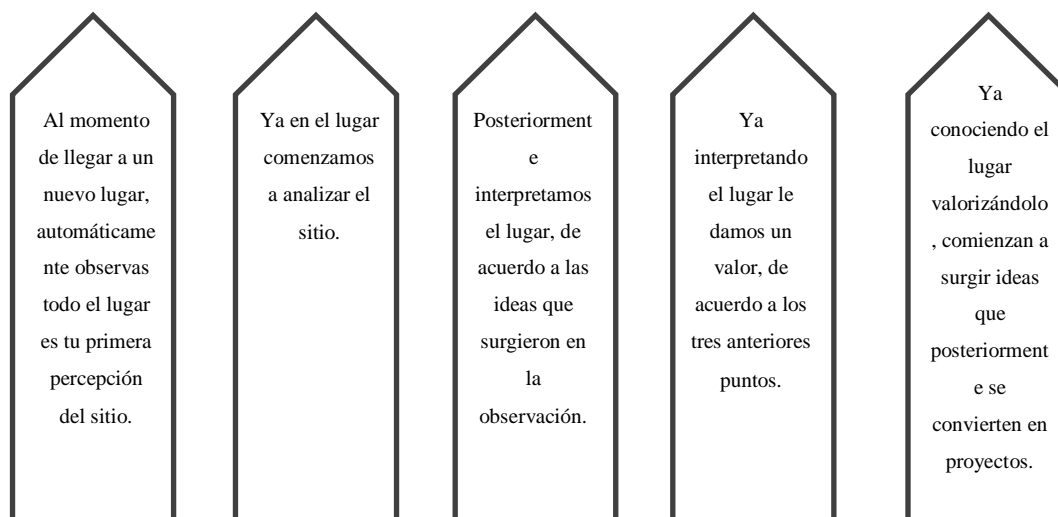 Al momento
de llegar a un
nuevo lugar,
automáticame
nte observas
todo el lugar
es tu primera
percepción
del sitio.
Ya en el lugar
comenzamos
a analizar el
sitio.
Posteriorment
e
interpretamos
el lugar, de
acuerdo a las
ideas que
surgieron en
la
observación.
Ya
interpretando
el lugar le
damos un
valor, de
acuerdo a los
tres anteriores
puntos.
Ya
conociendo el
lugar
valorizándolo
, comienzan a
surgir ideas
que
posteriorment
e se
convierten en
proyectos.